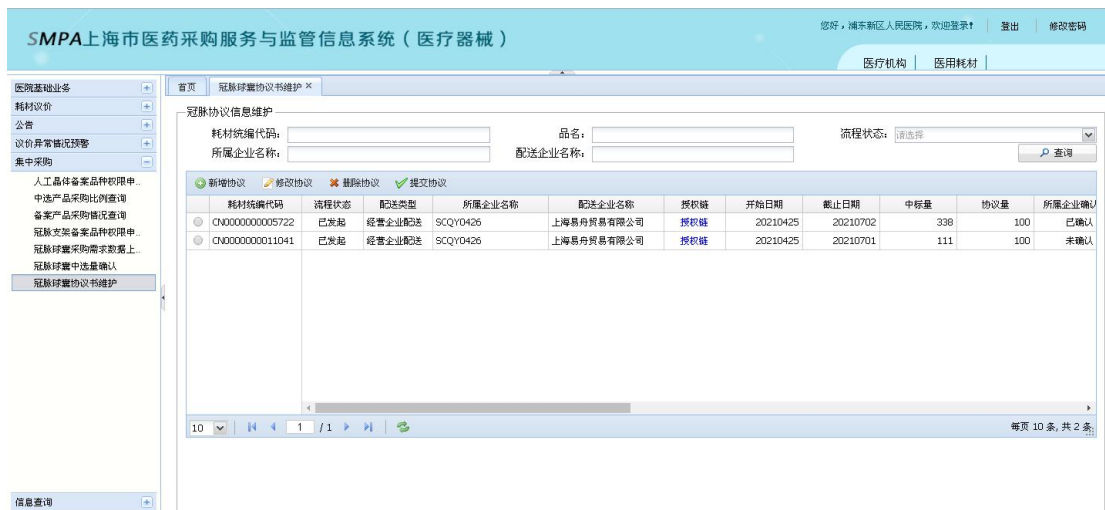 您好，浦东新区人民医院，欢迎登录！ 登出 修改密码
SMPA上海市医药采购服务与监管信息系统（医疗器械）
医疗机构 医用耗材
医院基础业务
耗材议价
公告
议价异常情况预警
集中采购
人工晶体备案品种权限申..
中选产品采购比例查询
备案产品采购情况查询
冠脉支架备案品种权限申..
冠脉球囊采购需求数据上..
冠脉球囊中选量确认
冠脉球囊协议书维护
信息查询
首页 冠脉球囊协议书维护 ×
冠脉协议信息维护
耗材统编代码： 品名： 流程状态： 请选择
所属企业名称： 配送企业名称： 查询
新增协议 修改协议 删除协议 提交协议
耗材统编代码 流程状态 配送类型 所属企业名称 配送企业名称 授权链 开始日期 截止日期 中标量 协议量 所属企业确认
CN0000000005722 已发起 经营企业配送 SCQY0426 上海易舟贸易有限公司 授权链 20210425 20210702 338 100 已确认
CN0000000011041 已发起 经营企业配送 SCQY0426 上海易舟贸易有限公司 授权链 20210425 20210701 111 100 未确认
10 1 / 1 每页 10 条，共 2 条